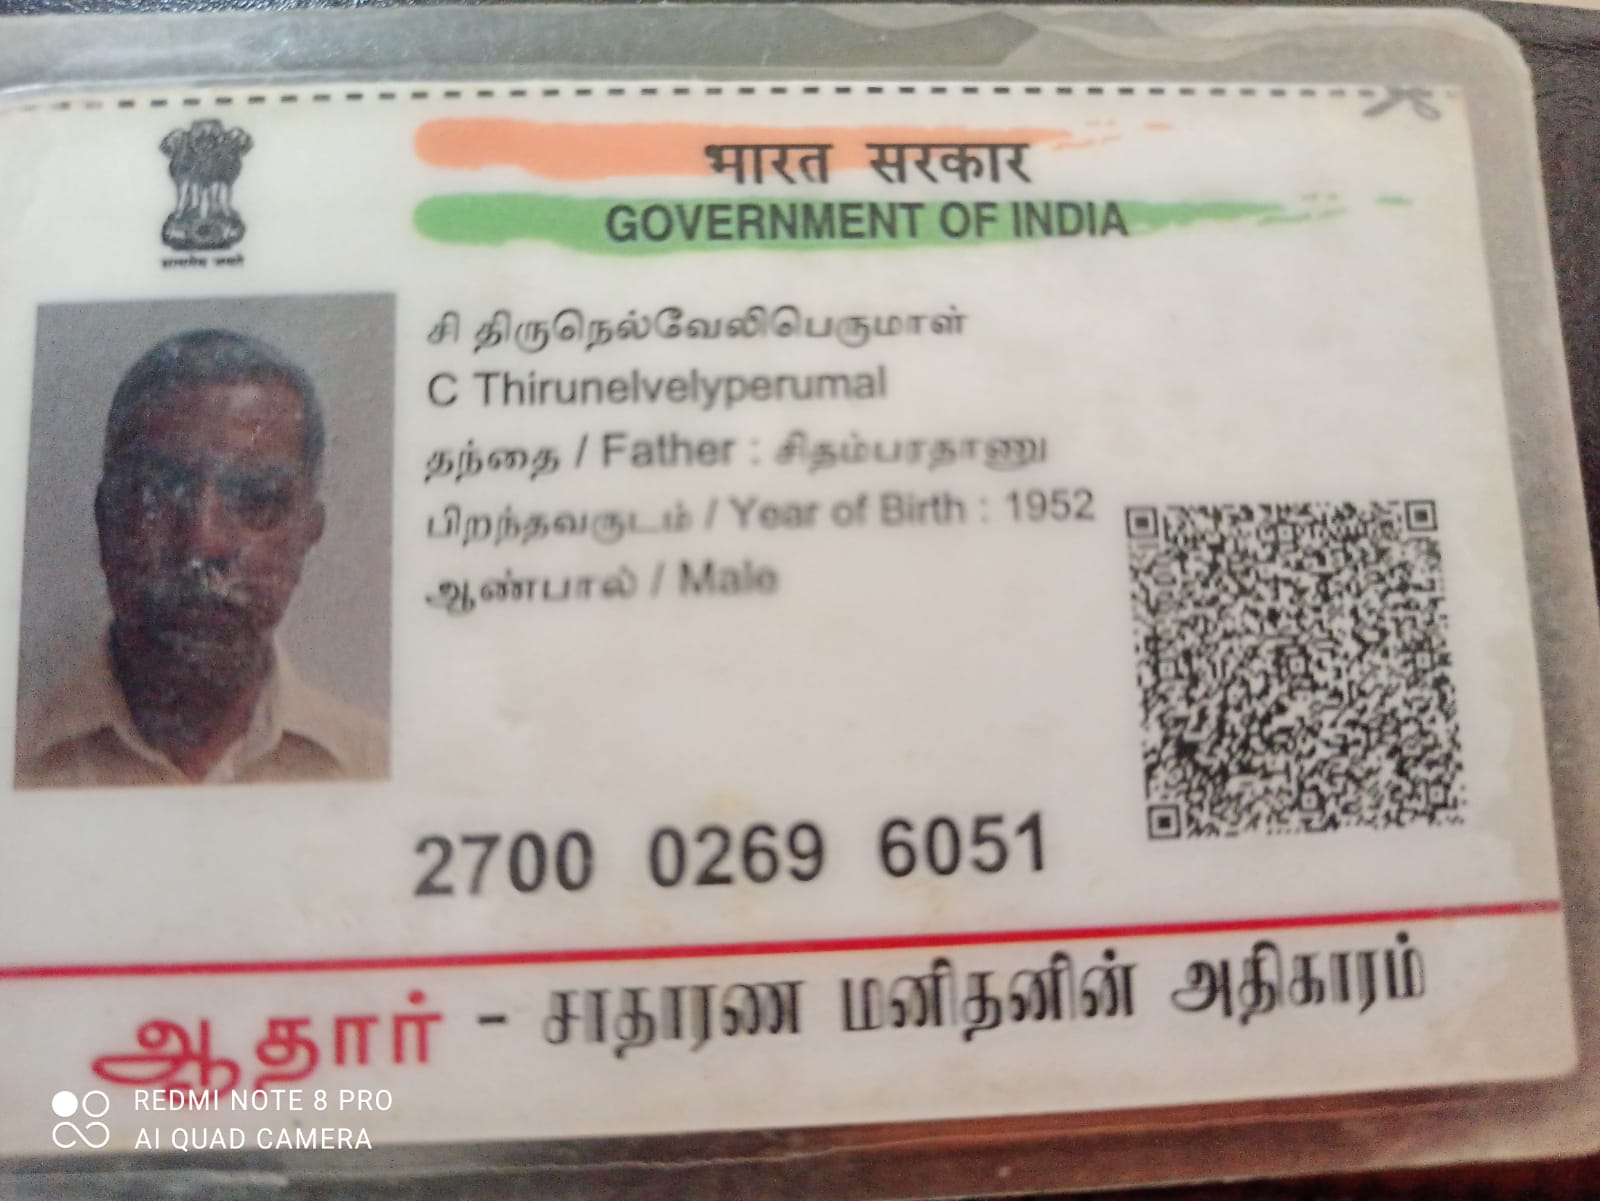 भारत सरकार
GOVERNMENT OF INDIA
सत्यमेव जयते
சி திருநெல்வேலிபெருமாள்
C Thirunelvelyperumal
தந்தை / Father : சிதம்பரதாணு
பிறந்தவருடம் / Year of Birth : 1952
ஆண்பால் / Male
2700 0269 6051
ஆதார் - சாதாரண மனிதனின் அதிகாரம்
REDMI NOTE 8 PRO
AI QUAD CAMERA